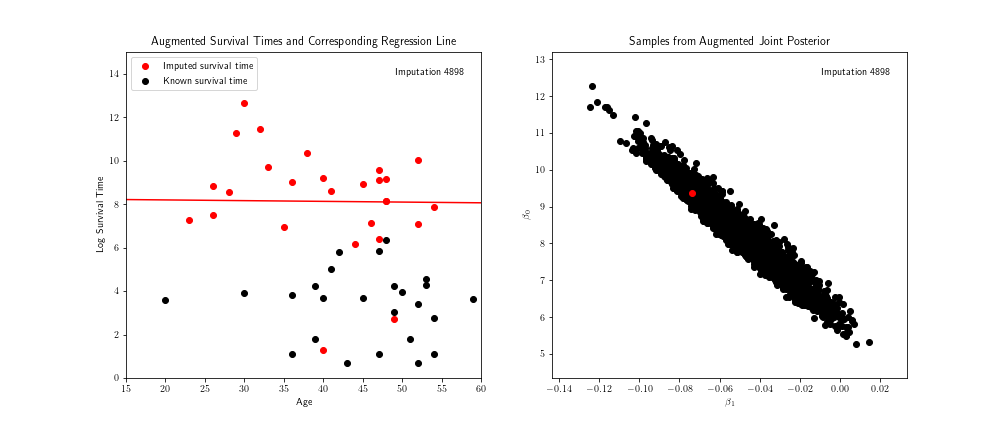 Augmented Survival Times and Corresponding Regression Line
Imputed survival time
Known survival time
Imputation 4898
14
12
10
8
6
4
2
0
Log Survival Time
15 20 25 30 35 40 45 50 55 60
Age
Samples from Augmented Joint Posterior
Imputation 4898
13
12
11
10
9
8
7
6
5
β₀
−0.14 −0.12 −0.10 −0.08 −0.06 −0.04 −0.02 0.00 0.02
β₁